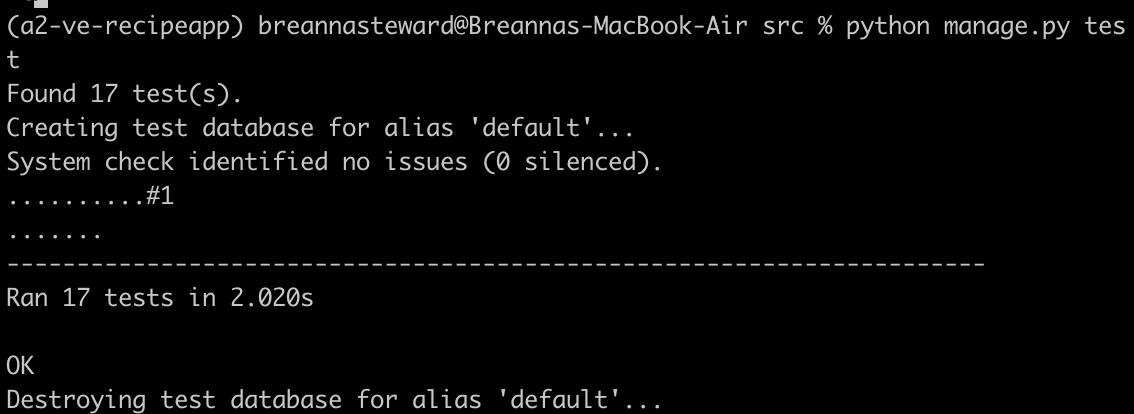 (a2-ve-recipeapp) breannasteward@Breannas-MacBook-Air src % python manage.py tes
t
Found 17 test(s).
Creating test database for alias 'default'...
System check identified no issues (0 silenced).
..........#1
.......
----------------------------------------------------------------------
Ran 17 tests in 2.020s

OK
Destroying test database for alias 'default'...